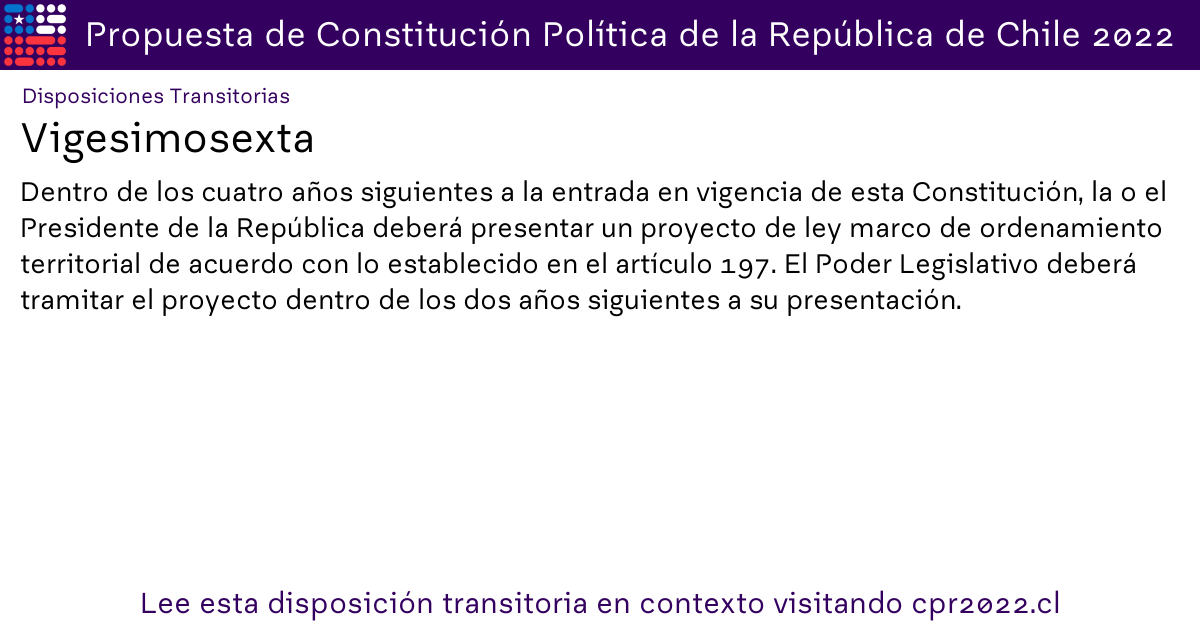 Propuesta de Constitución Política de la República de Chile 2022
Disposiciones Transitorias
Vigesimosexta
Dentro de los cuatro años siguientes a la entrada en vigencia de esta Constitución, la o el
Presidente de la República deberá presentar un proyecto de ley marco de ordenamiento
territorial de acuerdo con lo establecido en el artículo 197. El Poder Legislativo deberá
tramitar el proyecto dentro de los dos años siguientes a su presentación.
Lee esta disposición transitoria en contexto visitando cpr2022.cl